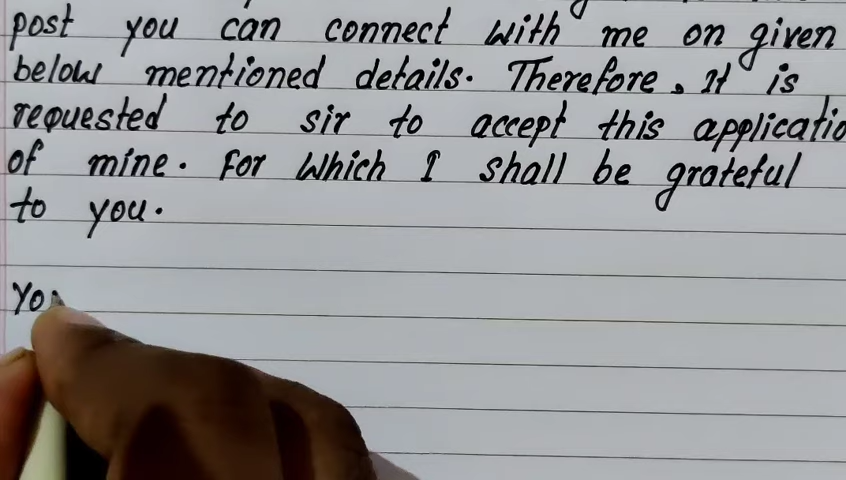 post you can connect with me on given
below mentioned details. Therefore, It is
requested to sir to accept this applicatio
of mine. For Which I shall be grateful
to you.
You